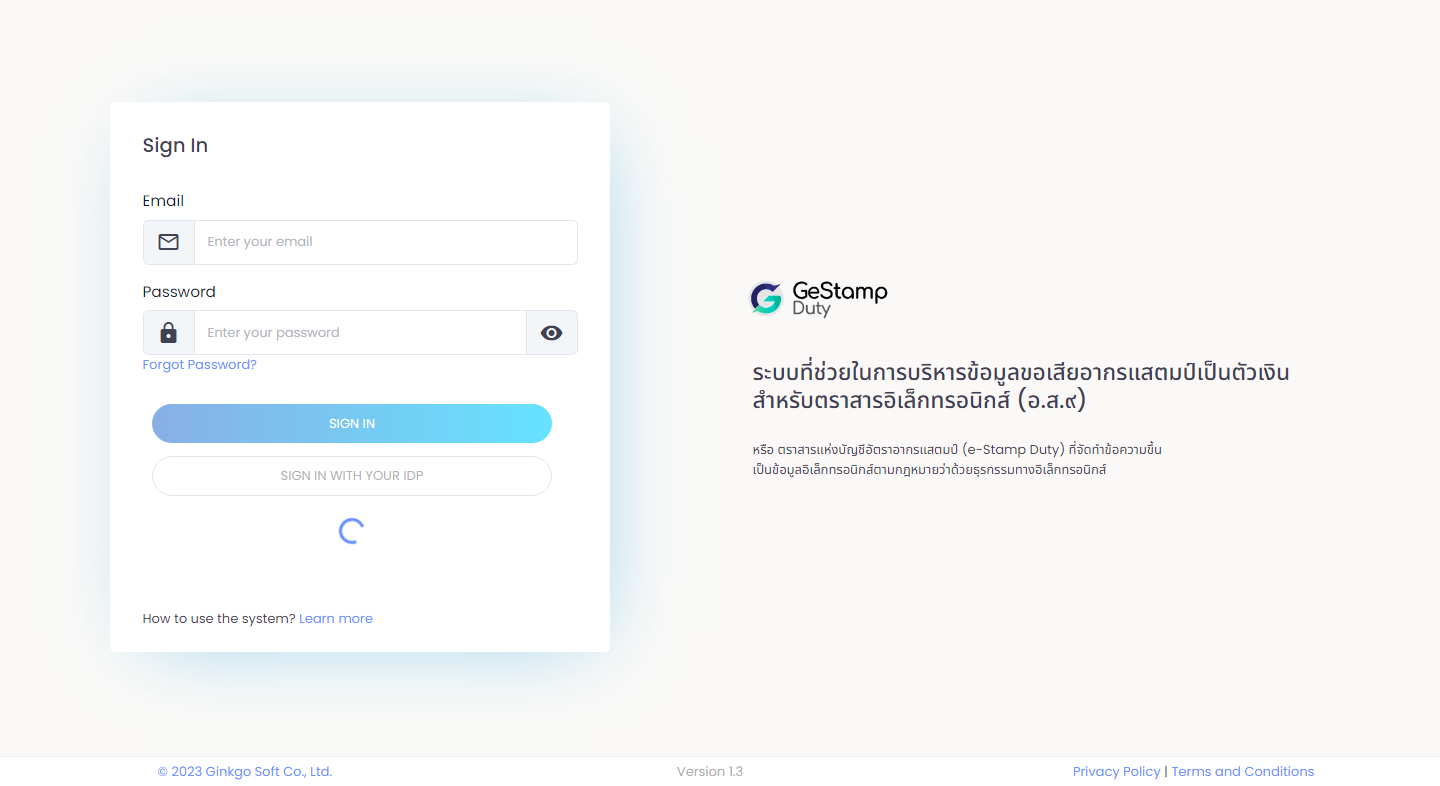 Sign In
Email
Enter your email
Password
Enter your password
Forgot Password?
SIGN IN
SIGN IN WITH YOUR IDP
How to use the system? Learn more
GeStamp
Duty
ระบบที่ช่วยในการบริหารข้อมูลขอเสียอากรแสตมป์เป็นตัวเงิน
สำหรับตราสารอิเล็กทรอนิกส์ (อ.ส.๙)
หรือ ตราสารแห่งบัญชีอัตราอากรแสตมป์ (e-Stamp Duty) ที่จัดทำข้อความขึ้น
เป็นข้อมูลอิเล็กทรอนิกส์ตามกฎหมายว่าด้วยธุรกรรมทางอิเล็กทรอนิกส์
© 2023 Ginkgo Soft Co., Ltd.
Version 1.3
Privacy Policy | Terms and Conditions